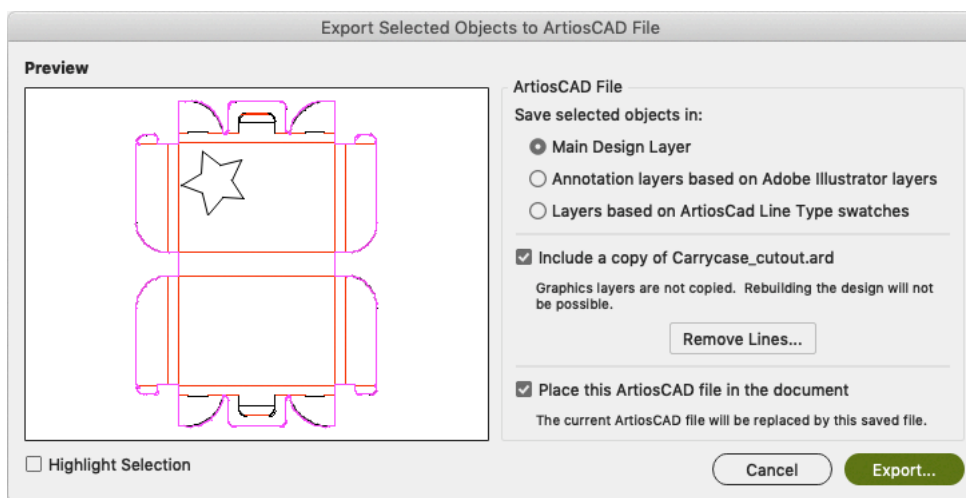 Export Selected Objects to ArtiosCAD File
Preview
ArtiosCAD File
Save selected objects in:
Main Design Layer
Annotation layers based on Adobe Illustrator layers
Layers based on ArtiosCad Line Type swatches
Include a copy of Carrycase_cutout.ard
Graphics layers are not copied. Rebuilding the design will not
be possible.
Remove Lines...
Place this ArtiosCAD file in the document
The current ArtiosCAD file will be replaced by this saved file.
Highlight Selection
Cancel
Export...